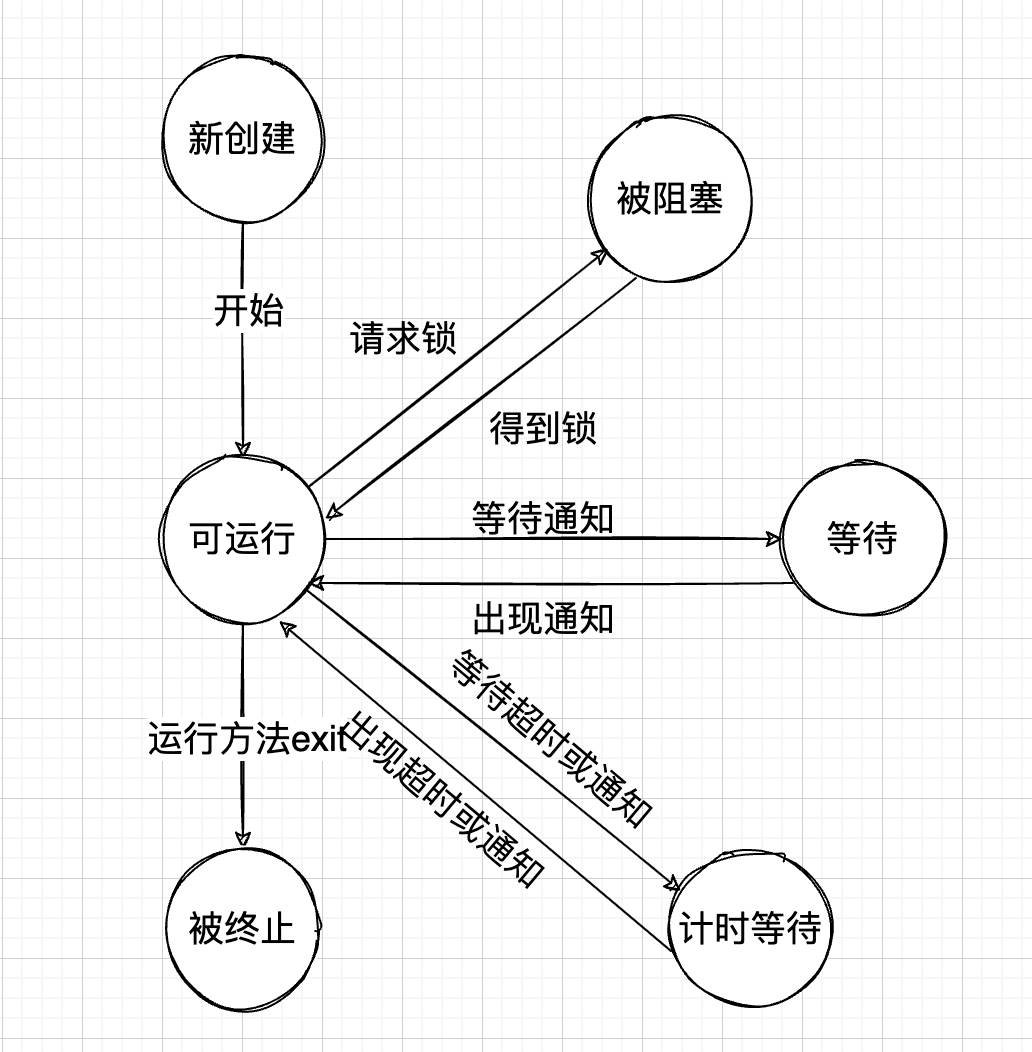 新创建
被阻塞
开始
请求锁
得到锁
等待通知
可运行
等待
出现通知
等待超时或通知
运行方法exit
出现超时或通知
被终止
计时等待